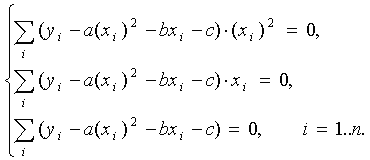 ∑ᵢ (yᵢ − a(xᵢ)² − bxᵢ − c)·(xᵢ)² = 0,
∑ᵢ (yᵢ − a(xᵢ)² − bxᵢ − c)·xᵢ = 0,
∑ᵢ (yᵢ − a(xᵢ)² − bxᵢ − c) = 0, i = 1..n.